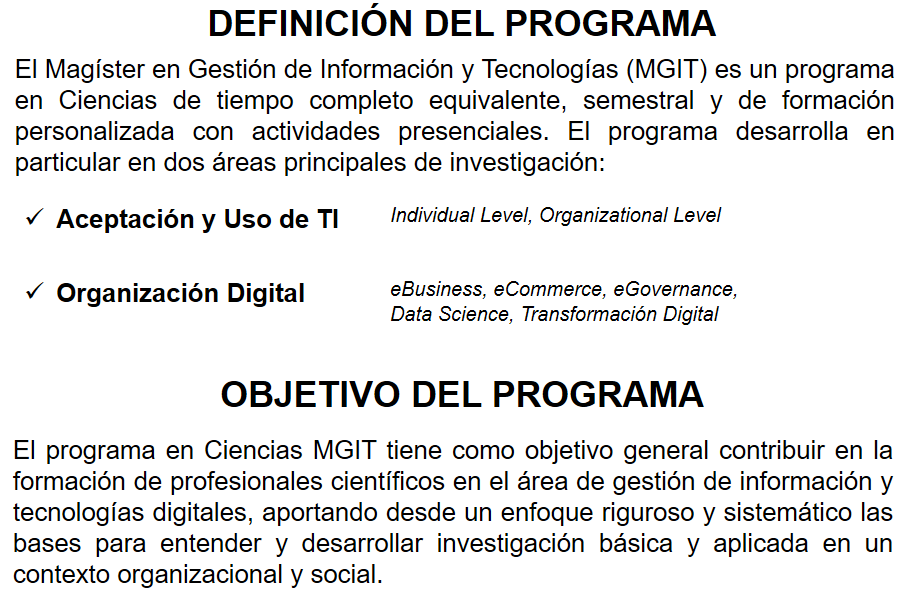 DEFINICIÓN DEL PROGRAMA
El Magíster en Gestión de Información y Tecnologías (MGIT) es un programa
en Ciencias de tiempo completo equivalente, semestral y de formación
personalizada con actividades presenciales. El programa desarrolla en
particular en dos áreas principales de investigación:
✓ Aceptación y Uso de TI Individual Level, Organizational Level
✓ Organización Digital eBusiness, eCommerce, eGovernance,
Data Science, Transformación Digital
OBJETIVO DEL PROGRAMA
El programa en Ciencias MGIT tiene como objetivo general contribuir en la
formación de profesionales científicos en el área de gestión de información y
tecnologías digitales, aportando desde un enfoque riguroso y sistemático las
bases para entender y desarrollar investigación básica y aplicada en un
contexto organizacional y social.